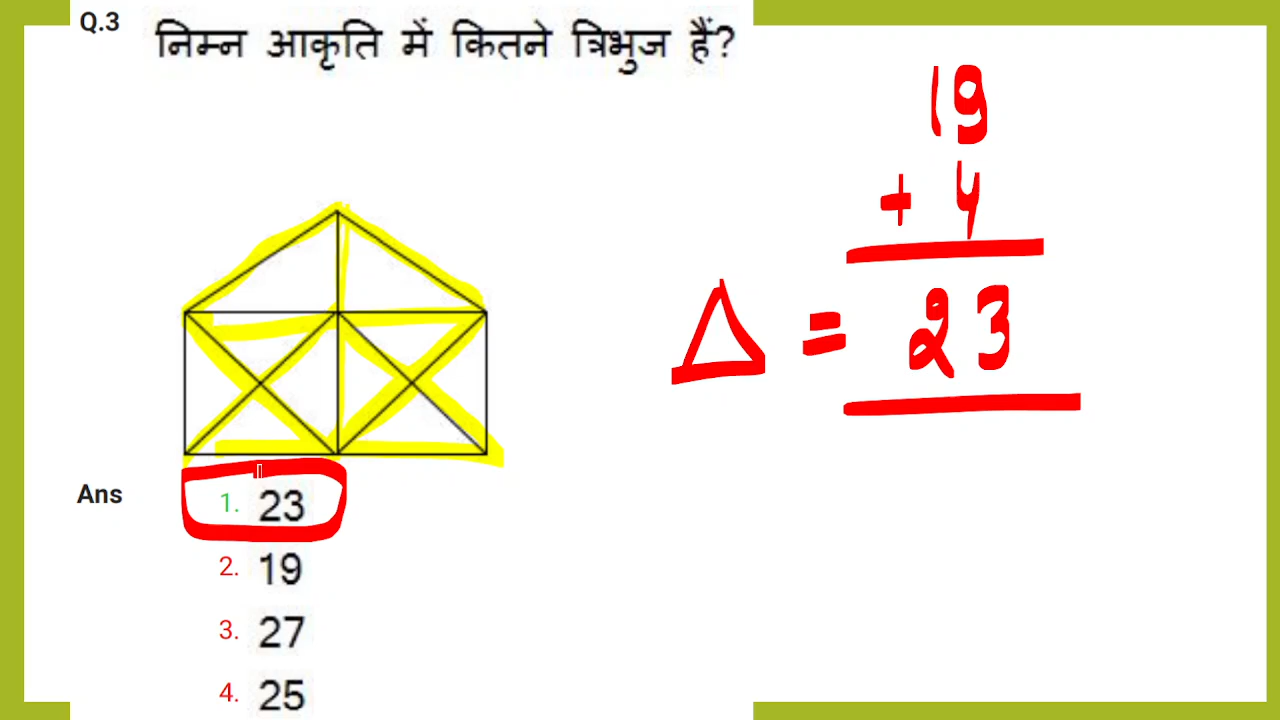 Q.3 निम्न आकृति में कितने त्रिभुज हैं?
19
+ 4
Δ = 23
Ans 1. 23
2. 19
3. 27
4. 25